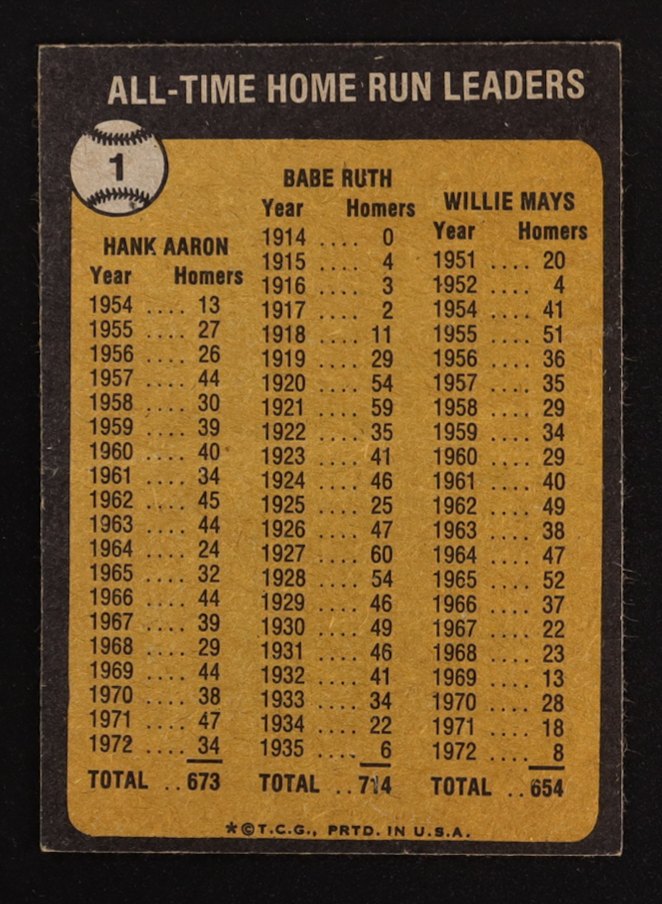 ALL-TIME HOME RUN LEADERS
1
HANK AARON
Year Homers
1954 .... 13
1955 .... 27
1956 .... 26
1957 .... 44
1958 .... 30
1959 .... 39
1960 .... 40
1961 .... 34
1962 .... 45
1963 .... 44
1964 .... 24
1965 .... 32
1966 .... 44
1967 .... 39
1968 .... 29
1969 .... 44
1970 .... 38
1971 .... 47
1972 .... 34
TOTAL .. 673
BABE RUTH
Year Homers
1914 .... 0
1915 .... 4
1916 .... 3
1917 .... 2
1918 .... 11
1919 .... 29
1920 .... 54
1921 .... 59
1922 .... 35
1923 .... 41
1924 .... 46
1925 .... 25
1926 .... 47
1927 .... 60
1928 .... 54
1929 .... 46
1930 .... 49
1931 .... 46
1932 .... 41
1933 .... 34
1934 .... 22
1935 .... 6
TOTAL .. 714
WILLIE MAYS
Year Homers
1951 .... 20
1952 .... 4
1954 .... 41
1955 .... 51
1956 .... 36
1957 .... 35
1958 .... 29
1959 .... 34
1960 .... 29
1961 .... 40
1962 .... 49
1963 .... 38
1964 .... 47
1965 .... 52
1966 .... 37
1967 .... 22
1968 .... 23
1969 .... 13
1970 .... 28
1971 .... 18
1972 .... 8
TOTAL .. 654
*©T.C.G., PRTD. IN U.S.A.